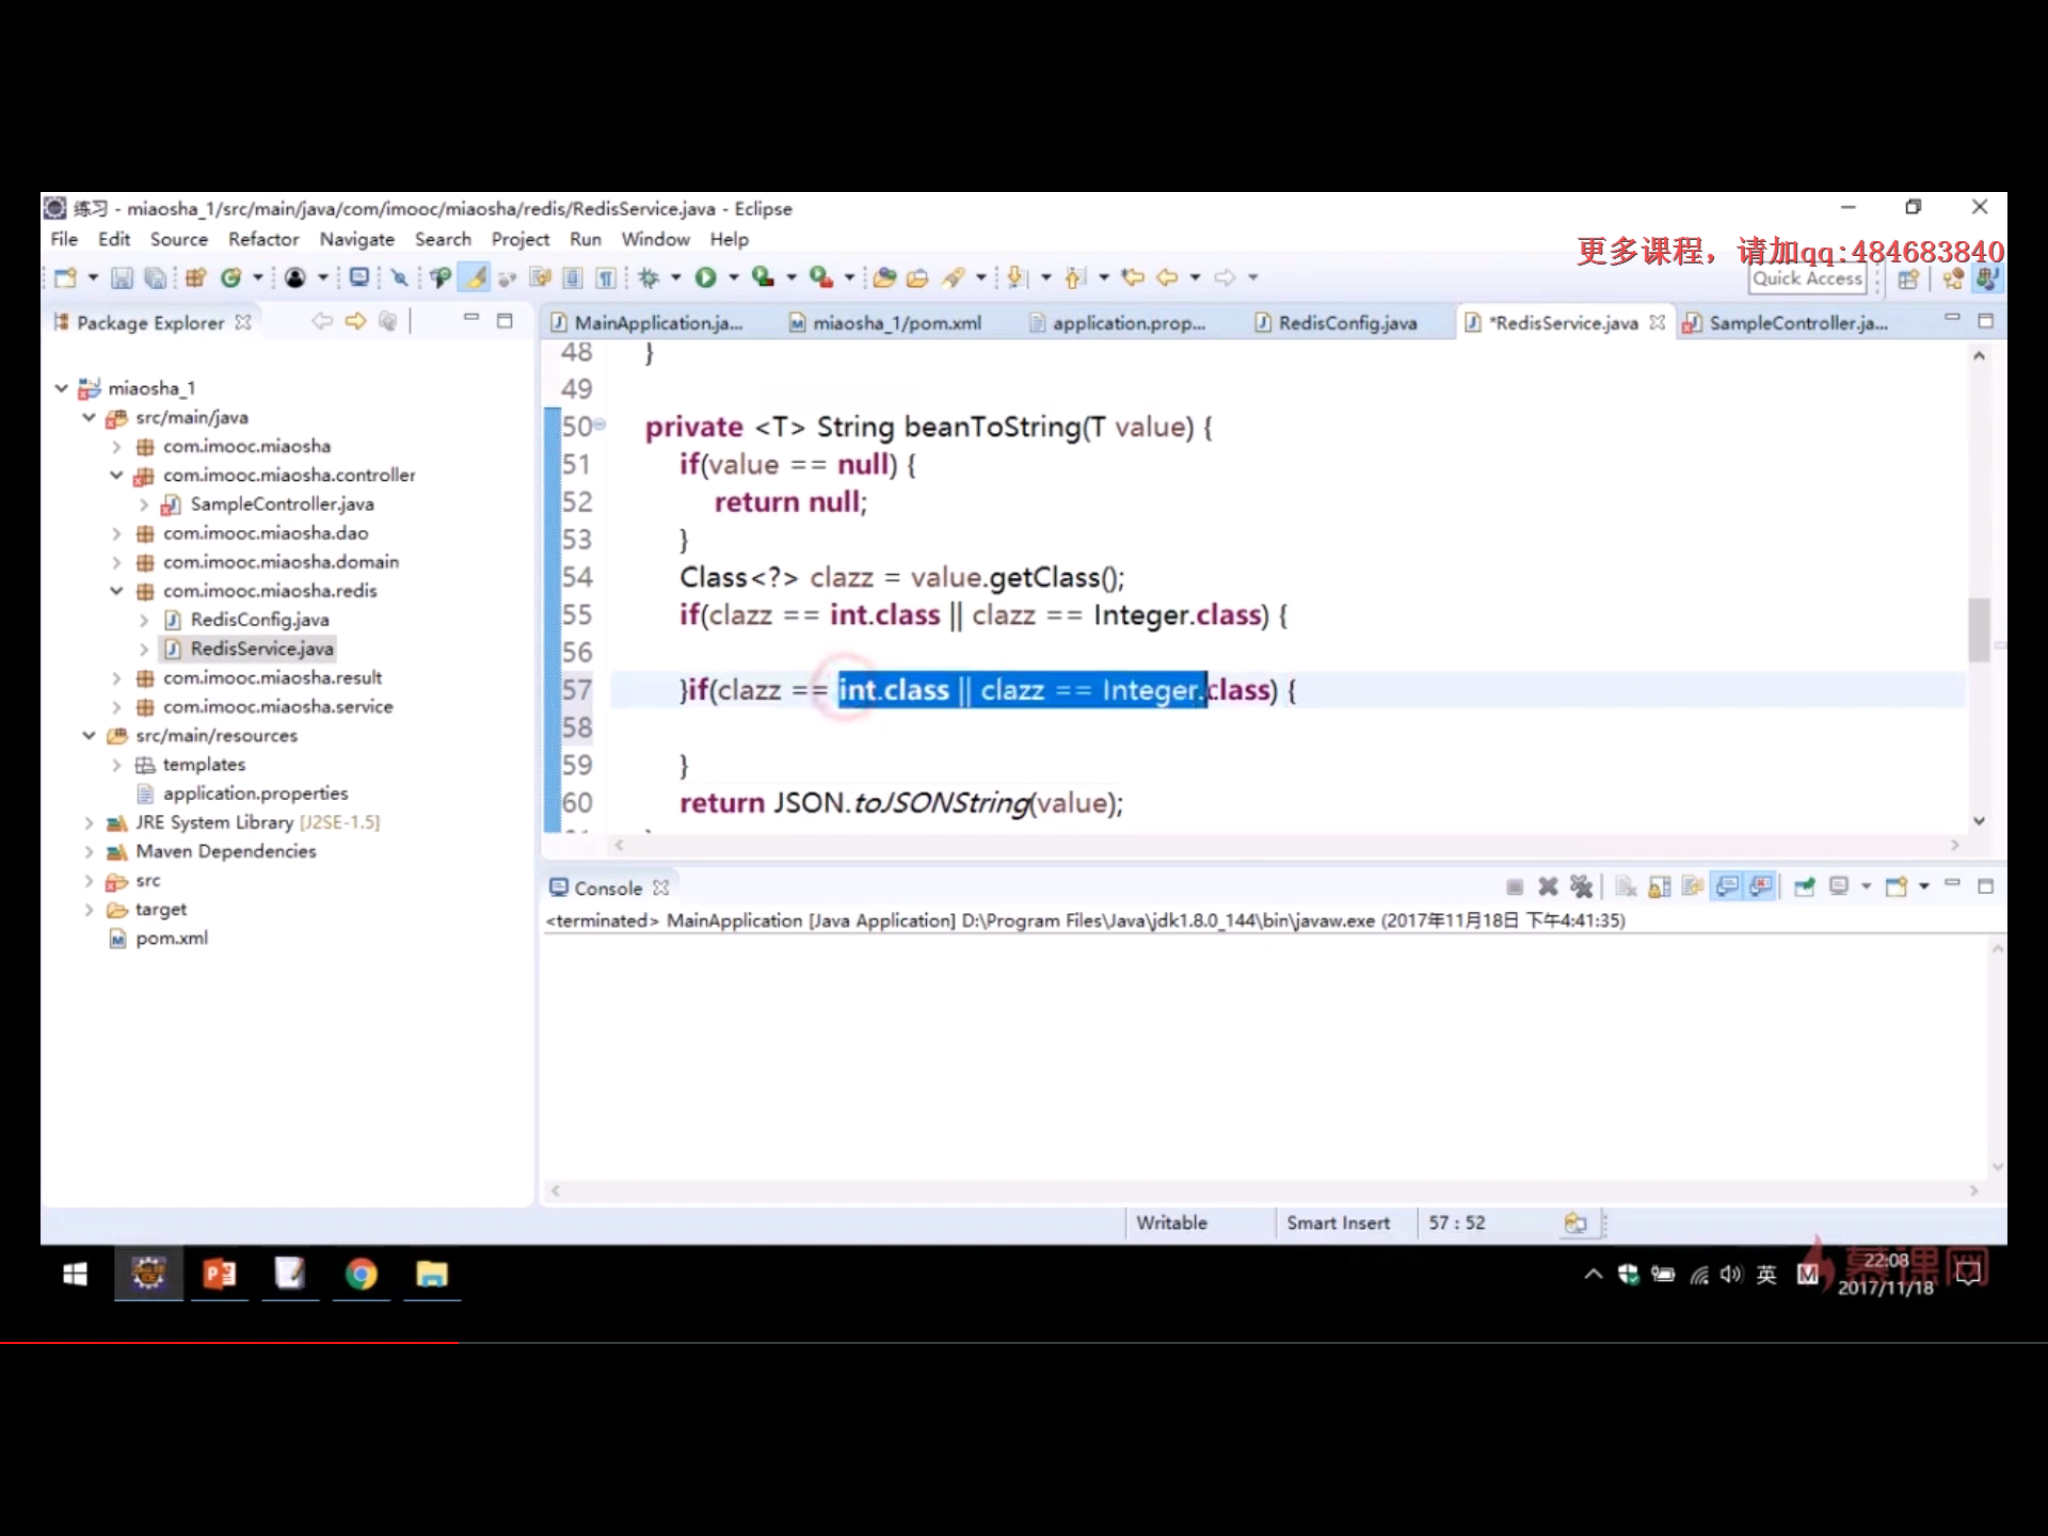 练习 - miaosha_1/src/main/java/com/imooc/miaosha/redis/RedisService.java - Eclipse
File Edit Source Refactor Navigate Search Project Run Window Help
更多课程，请加qq:484683840
Quick Access
Package Explorer
MainApplication.ja... miaosha_1/pom.xml application.prop... RedisConfig.java *RedisService.java SampleController.ja...
miaosha_1
src/main/java
com.imooc.miaosha
com.imooc.miaosha.controller
SampleController.java
com.imooc.miaosha.dao
com.imooc.miaosha.domain
com.imooc.miaosha.redis
RedisConfig.java
RedisService.java
com.imooc.miaosha.result
com.imooc.miaosha.service
src/main/resources
templates
application.properties
JRE System Library [J2SE-1.5]
Maven Dependencies
src
target
pom.xml
48 }
49
50 private <T> String beanToString(T value) {
51 if(value == null) {
52 return null;
53 }
54 Class<?> clazz = value.getClass();
55 if(clazz == int.class || clazz == Integer.class) {
56
57 }if(clazz == int.class || clazz == Integer.class) {
58
59 }
60 return JSON.toJSONString(value);
Console
<terminated> MainApplication [Java Application] D:\Program Files\Java\jdk1.8.0_144\bin\javaw.exe (2017年11月18日 下午4:41:35)
Writable Smart Insert 57 : 52
英 M 慕课网
22:08
2017/11/18